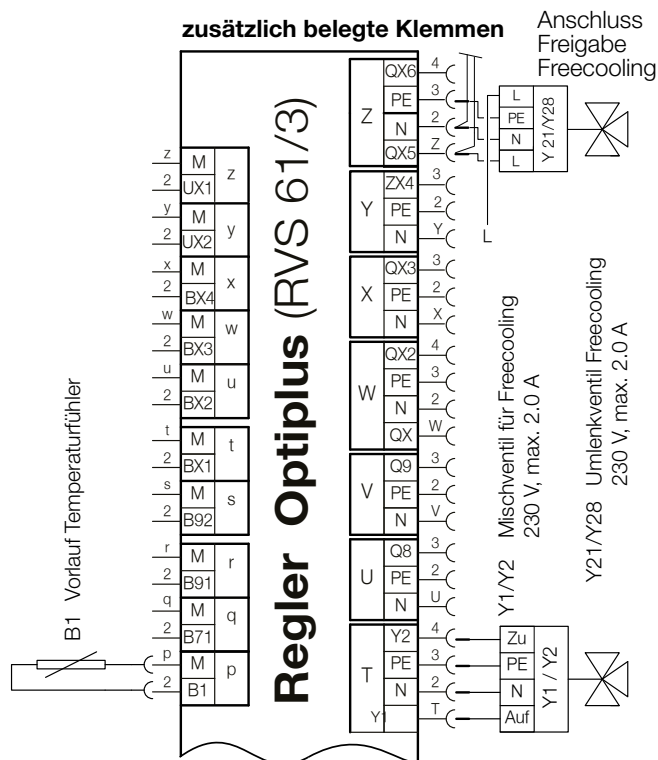 zusätzlich belegte Klemmen
Anschluss
Freigabe
Freecooling
Regler Optiplus (RVS 61/3)
z M z
2 UX1
y M y
2 UX2
x M x
2 BX4
w M w
2 BX3
u M u
2 BX2
t M t
2 BX1
s M s
2 B92
r M r
2 B91
q M q
2 B71
p M p
2 B1
B1 Vorlauf Temperaturfühler
Z QX6 4
PE 3
N 2
QX5 Z
L
PE
N
L
Y 21/Y28
L
Y ZX4 3
PE 2
N Y
X QX3 3
PE 2
N X
W QX2 4
PE 3
N 2
QX W
V Q9 3
PE 2
N V
U Q8 3
PE 2
N U
T Y2 4
PE 3
N 2
Y1 T
Zu
PE
N
Auf
Y1 / Y2
Y1/Y2 Mischventil für Freecooling
230 V, max. 2.0 A
Y21/Y28 Umlenkventil Freecooling
230 V, max. 2.0 A